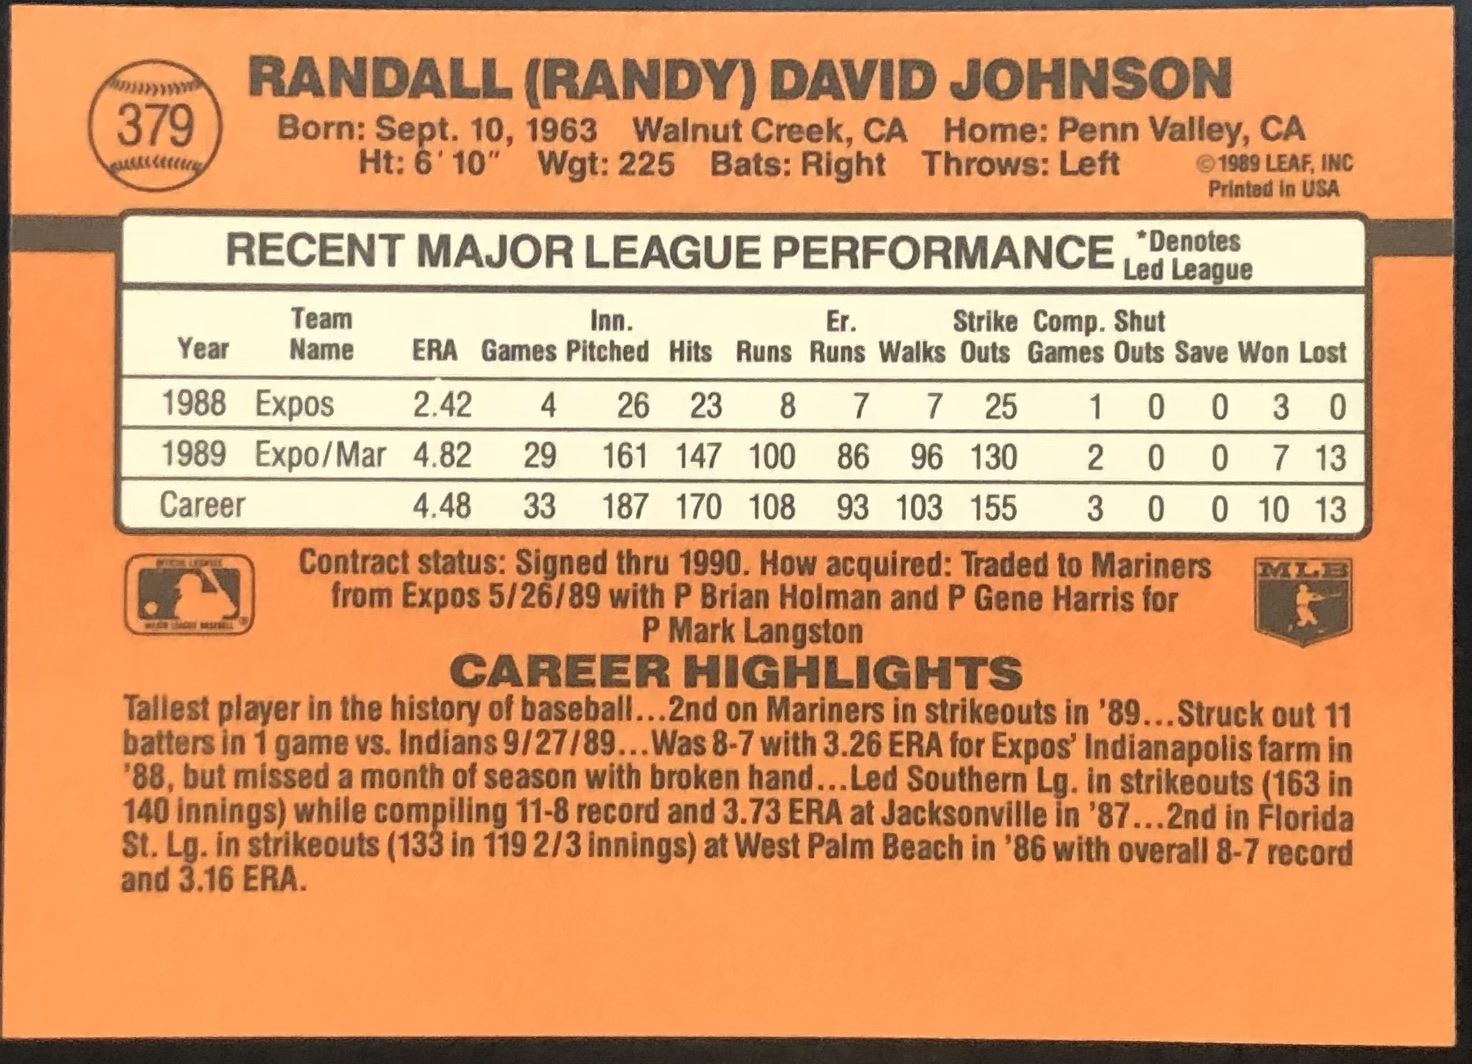 379
RANDALL (RANDY) DAVID JOHNSON
Born: Sept. 10, 1963 Walnut Creek, CA Home: Penn Valley, CA
Ht: 6' 10" Wgt: 225 Bats: Right Throws: Left
©1989 LEAF, INC
Printed in USA
RECENT MAJOR LEAGUE PERFORMANCE *Denotes
Led League
Team Inn. Er. Strike Comp. Shut
Year Name ERA Games Pitched Hits Runs Runs Walks Outs Games Outs Save Won Lost
1988 Expos 2.42 4 26 23 8 7 7 25 1 0 0 3 0
1989 Expo/Mar 4.82 29 161 147 100 86 96 130 2 0 0 7 13
Career 4.48 33 187 170 108 93 103 155 3 0 0 10 13
Contract status: Signed thru 1990. How acquired: Traded to Mariners
from Expos 5/26/89 with P Brian Holman and P Gene Harris for
P Mark Langston
MLB
CAREER HIGHLIGHTS
Tallest player in the history of baseball...2nd on Mariners in strikeouts in '89...Struck out 11
batters in 1 game vs. Indians 9/27/89...Was 8-7 with 3.26 ERA for Expos' Indianapolis farm in
'88, but missed a month of season with broken hand...Led Southern Lg. in strikeouts (163 in
140 innings) while compiling 11-8 record and 3.73 ERA at Jacksonville in '87...2nd in Florida
St. Lg. in strikeouts (133 in 119 2/3 innings) at West Palm Beach in '86 with overall 8-7 record
and 3.16 ERA.